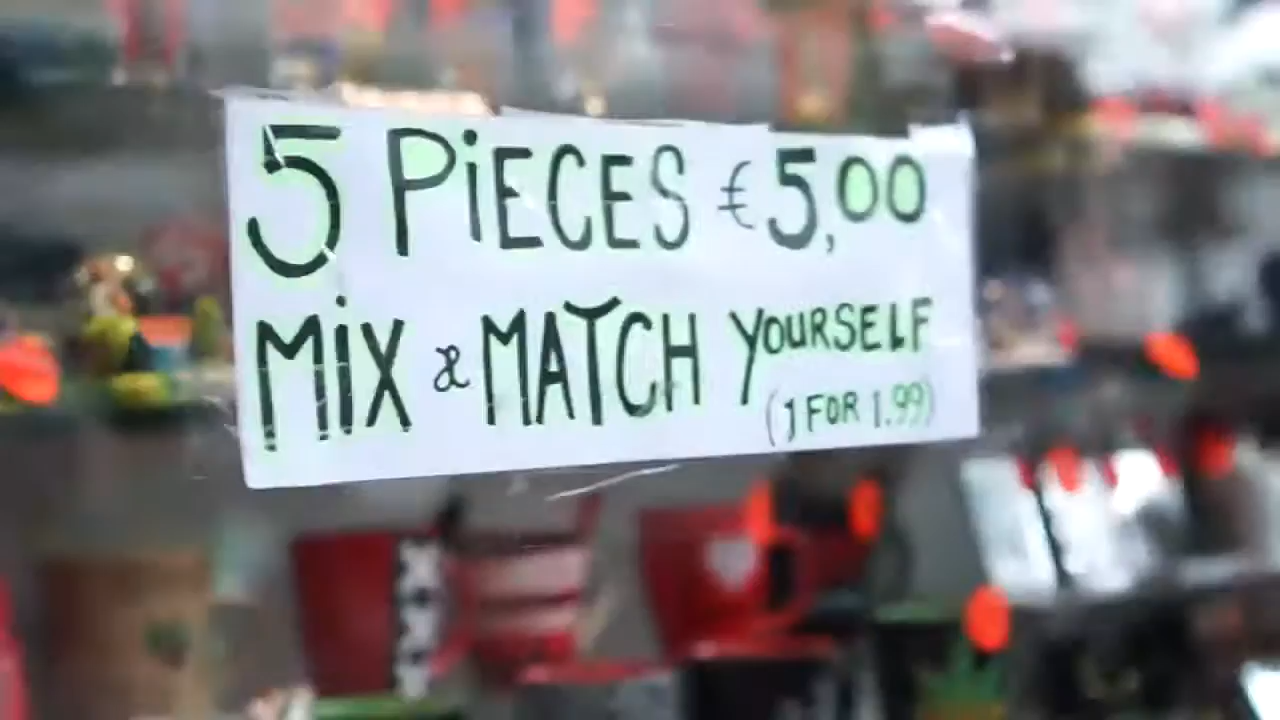 5 PiECES €5,00
MiX & MATCH YOURSELF
(1 FOR 1.99)